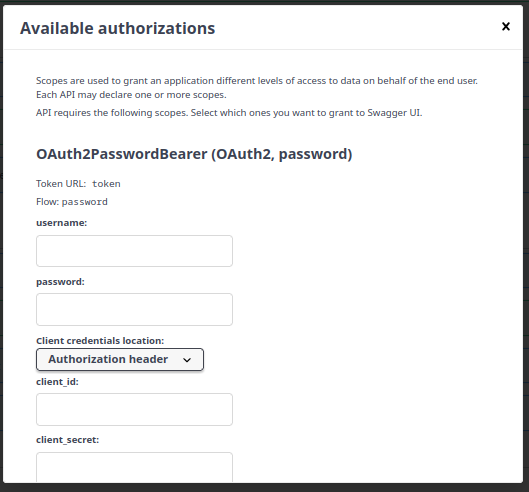 Available authorizations
Scopes are used to grant an application different levels of access to data on behalf of the end user.
Each API may declare one or more scopes.
API requires the following scopes. Select which ones you want to grant to Swagger UI.
OAuth2PasswordBearer (OAuth2, password)
Token URL: token
Flow: password
username:
password:
Client credentials location:
Authorization header
client_id:
client_secret: